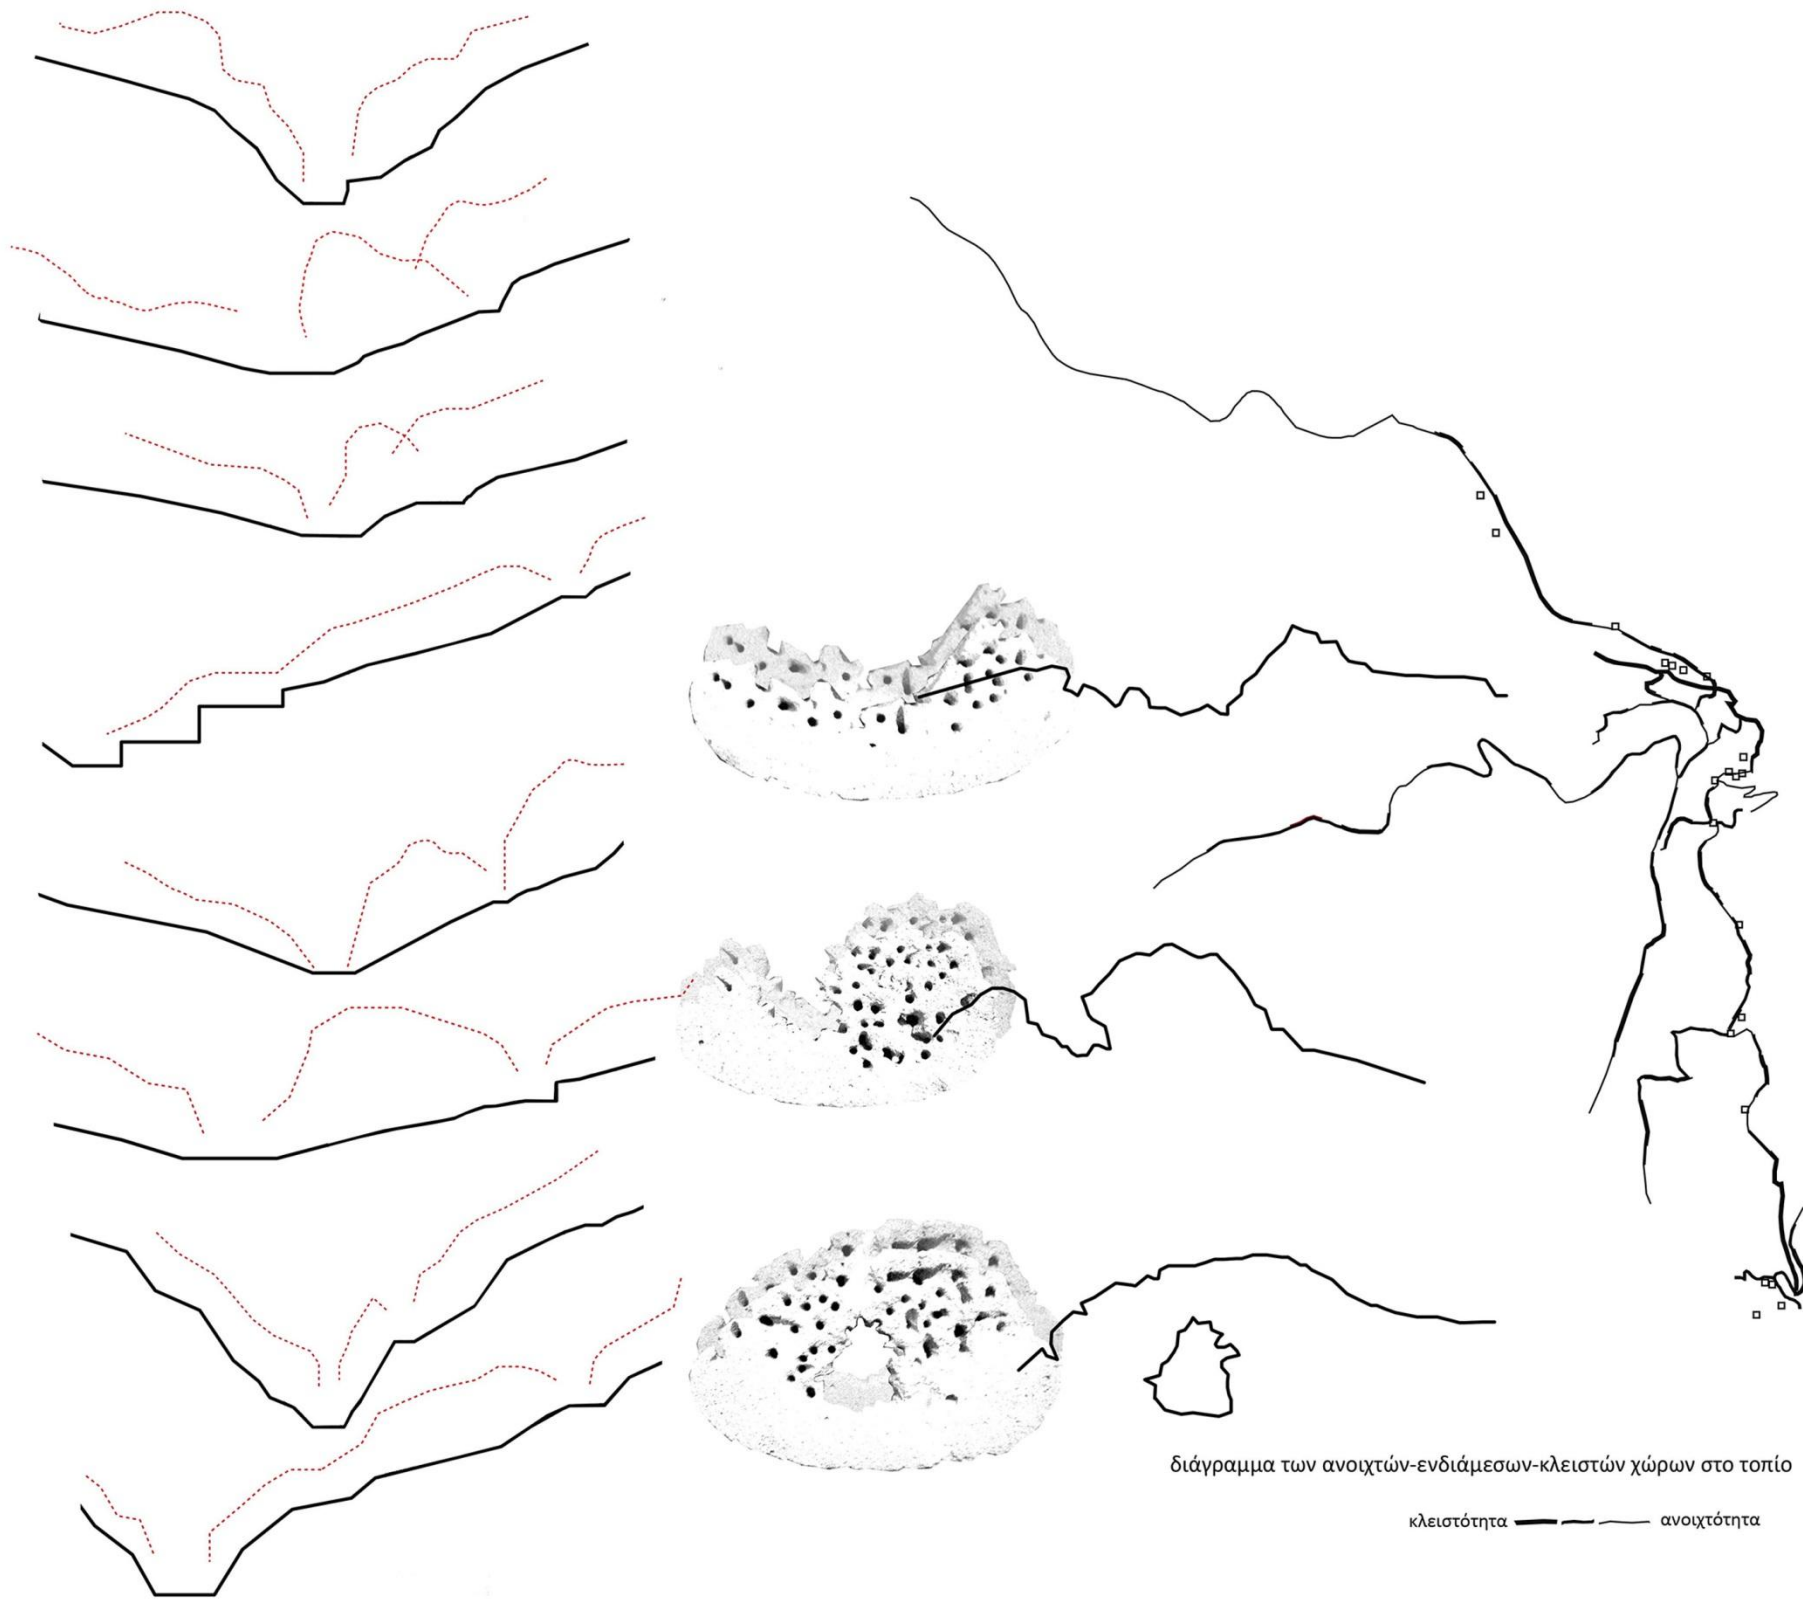 διάγραμμα των ανοιχτών-ενδιάμεσων-κλειστών χώρων στο τοπίο
κλειστότητα ανοιχτότητα